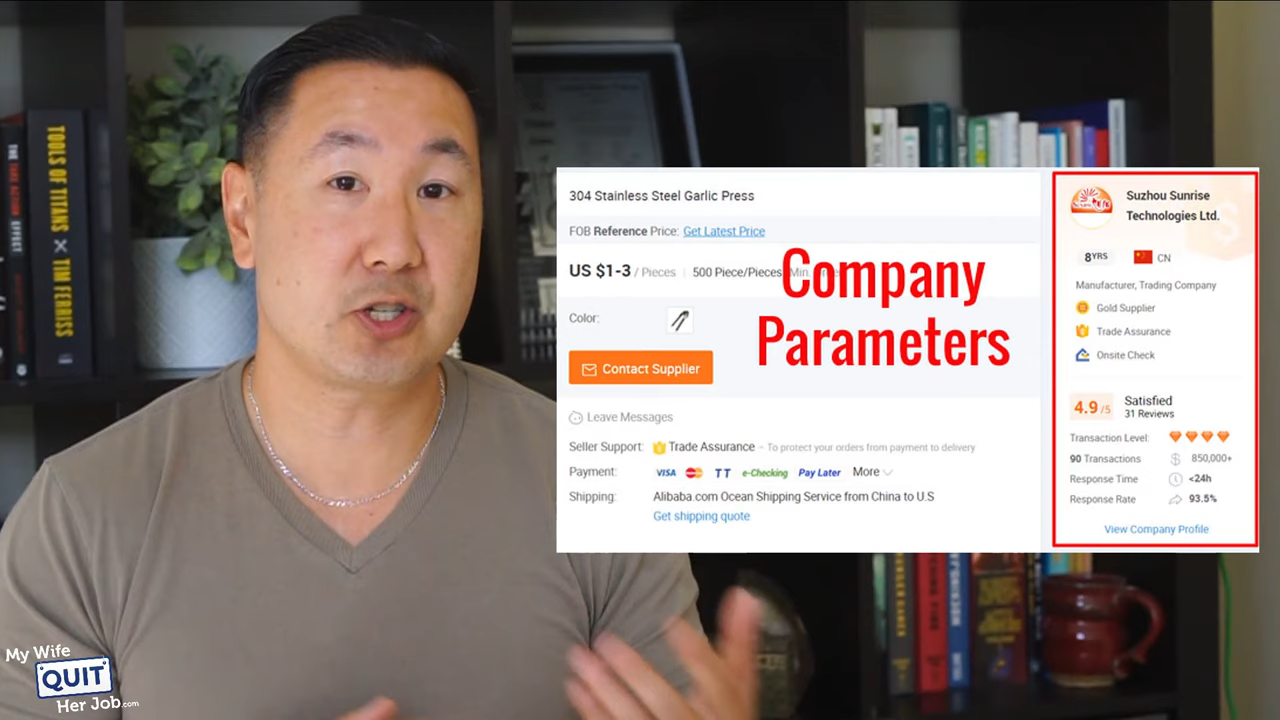 THE TAKE ACTION EFFECT
TOOLS OF TITANS X TIM FERRISS
304 Stainless Steel Garlic Press
FOB Reference Price: Get Latest Price
US $1-3 / Pieces | 500 Piece/Pieces
Color:
Contact Supplier
Leave Messages
Seller Support: Trade Assurance – To protect your orders from payment to delivery
Payment: VISA TT e-Checking Pay Later More
Shipping: Alibaba.com Ocean Shipping Service from China to U.S
Get shipping quote
Company
Parameters
Suzhou Sunrise
Technologies Ltd.
8YRS CN
Manufacturer, Trading Company
Gold Supplier
Trade Assurance
Onsite Check
4.9 /5 Satisfied
31 Reviews
Transaction Level:
90 Transactions $ 850,000+
Response Time <24h
Response Rate 93.5%
View Company Profile
My Wife
QUIT
Her Job.com